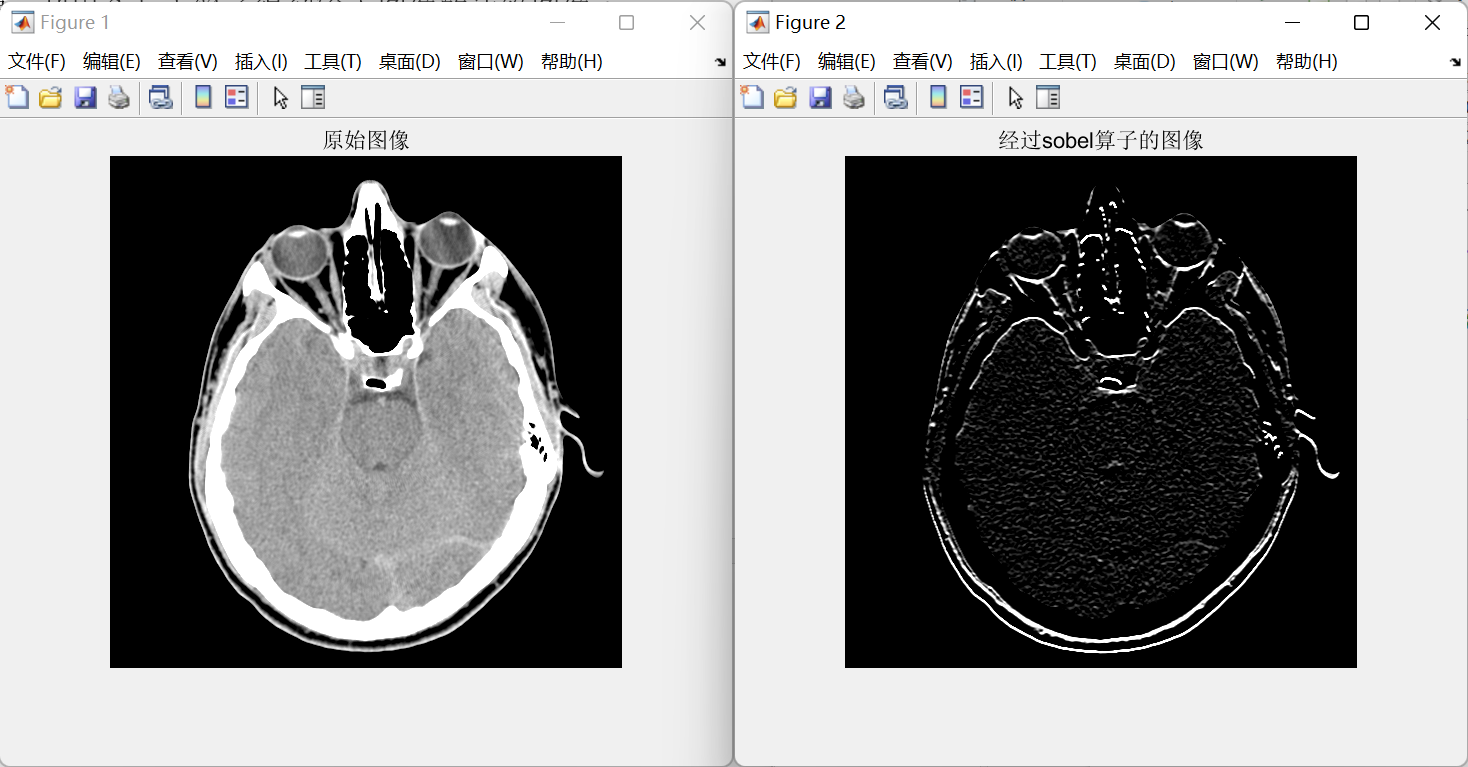 Figure 1
文件(F) 编辑(E) 查看(V) 插入(I) 工具(T) 桌面(D) 窗口(W) 帮助(H)
原始图像
Figure 2
文件(F) 编辑(E) 查看(V) 插入(I) 工具(T) 桌面(D) 窗口(W) 帮助(H)
经过sobel算子的图像